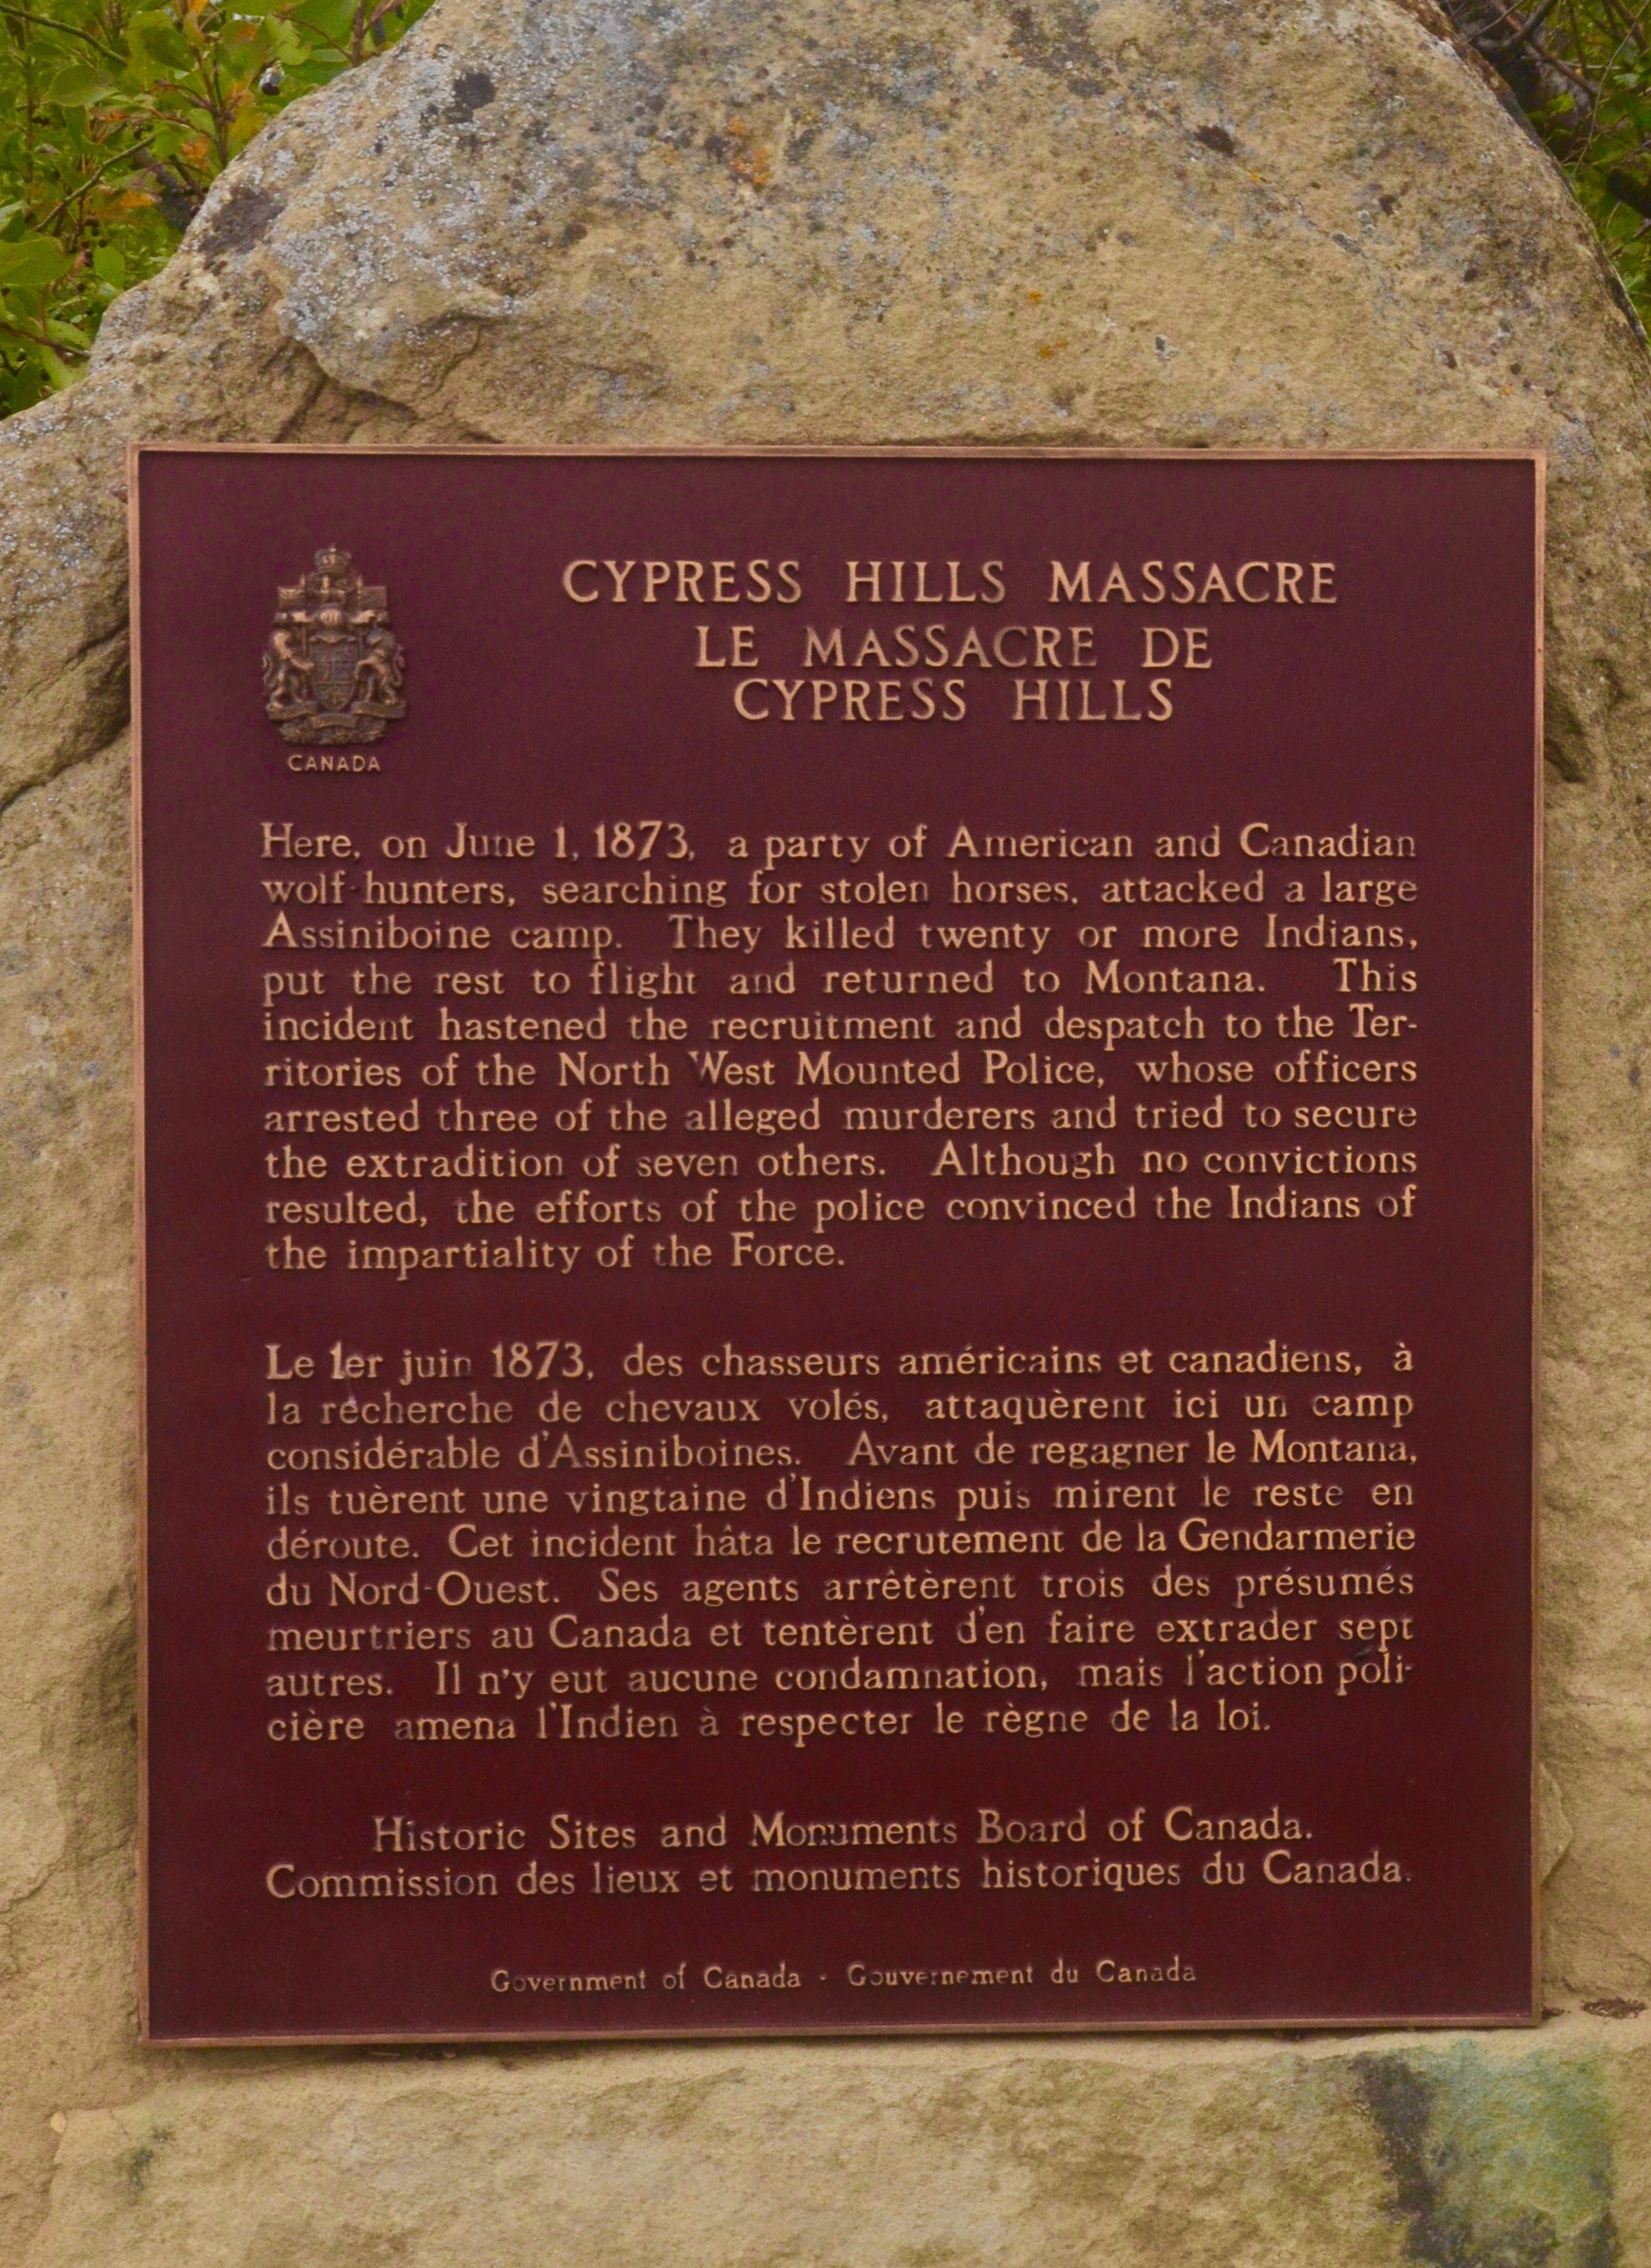 CYPRESS HILLS MASSACRE
LE MASSACRE DE
CYPRESS HILLS
CANADA
Here, on June 1, 1873, a party of American and Canadian
wolf-hunters, searching for stolen horses, attacked a large
Assiniboine camp. They killed twenty or more Indians,
put the rest to flight and returned to Montana. This
incident hastened the recruitment and despatch to the Ter-
ritories of the North West Mounted Police, whose officers
arrested three of the alleged murderers and tried to secure
the extradition of seven others. Although no convictions
resulted, the efforts of the police convinced the Indians of
the impartiality of the Force.
Le 1er juin 1873, des chasseurs américains et canadiens, à
la recherche de chevaux volés, attaquèrent ici un camp
considérable d'Assiniboines. Avant de regagner le Montana,
ils tuèrent une vingtaine d'Indiens puis mirent le reste en
déroute. Cet incident hâta le recrutement de la Gendarmerie
du Nord-Ouest. Ses agents arrêtèrent trois des présumés
meurtriers au Canada et tentèrent d'en faire extrader sept
autres. Il n'y eut aucune condamnation, mais l'action poli-
cière amena l'Indien à respecter le règne de la loi.
Historic Sites and Monuments Board of Canada.
Commission des lieux et monuments historiques du Canada.
Government of Canada - Gouvernement du Canada